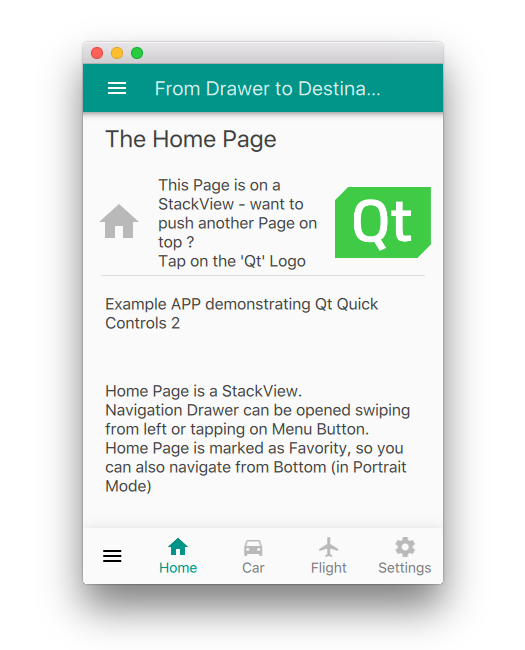 From Drawer to Destina...
The Home Page
This Page is on a
StackView - want to
push another Page on
top ?
Tap on the 'Qt' Logo
Qt
Example APP demonstrating Qt Quick
Controls 2
Home Page is a StackView.
Navigation Drawer can be opened swiping
from left or tapping on Menu Button.
Home Page is marked as Favority, so you
can also navigate from Bottom (in Portrait
Mode)
Home
Car
Flight
Settings